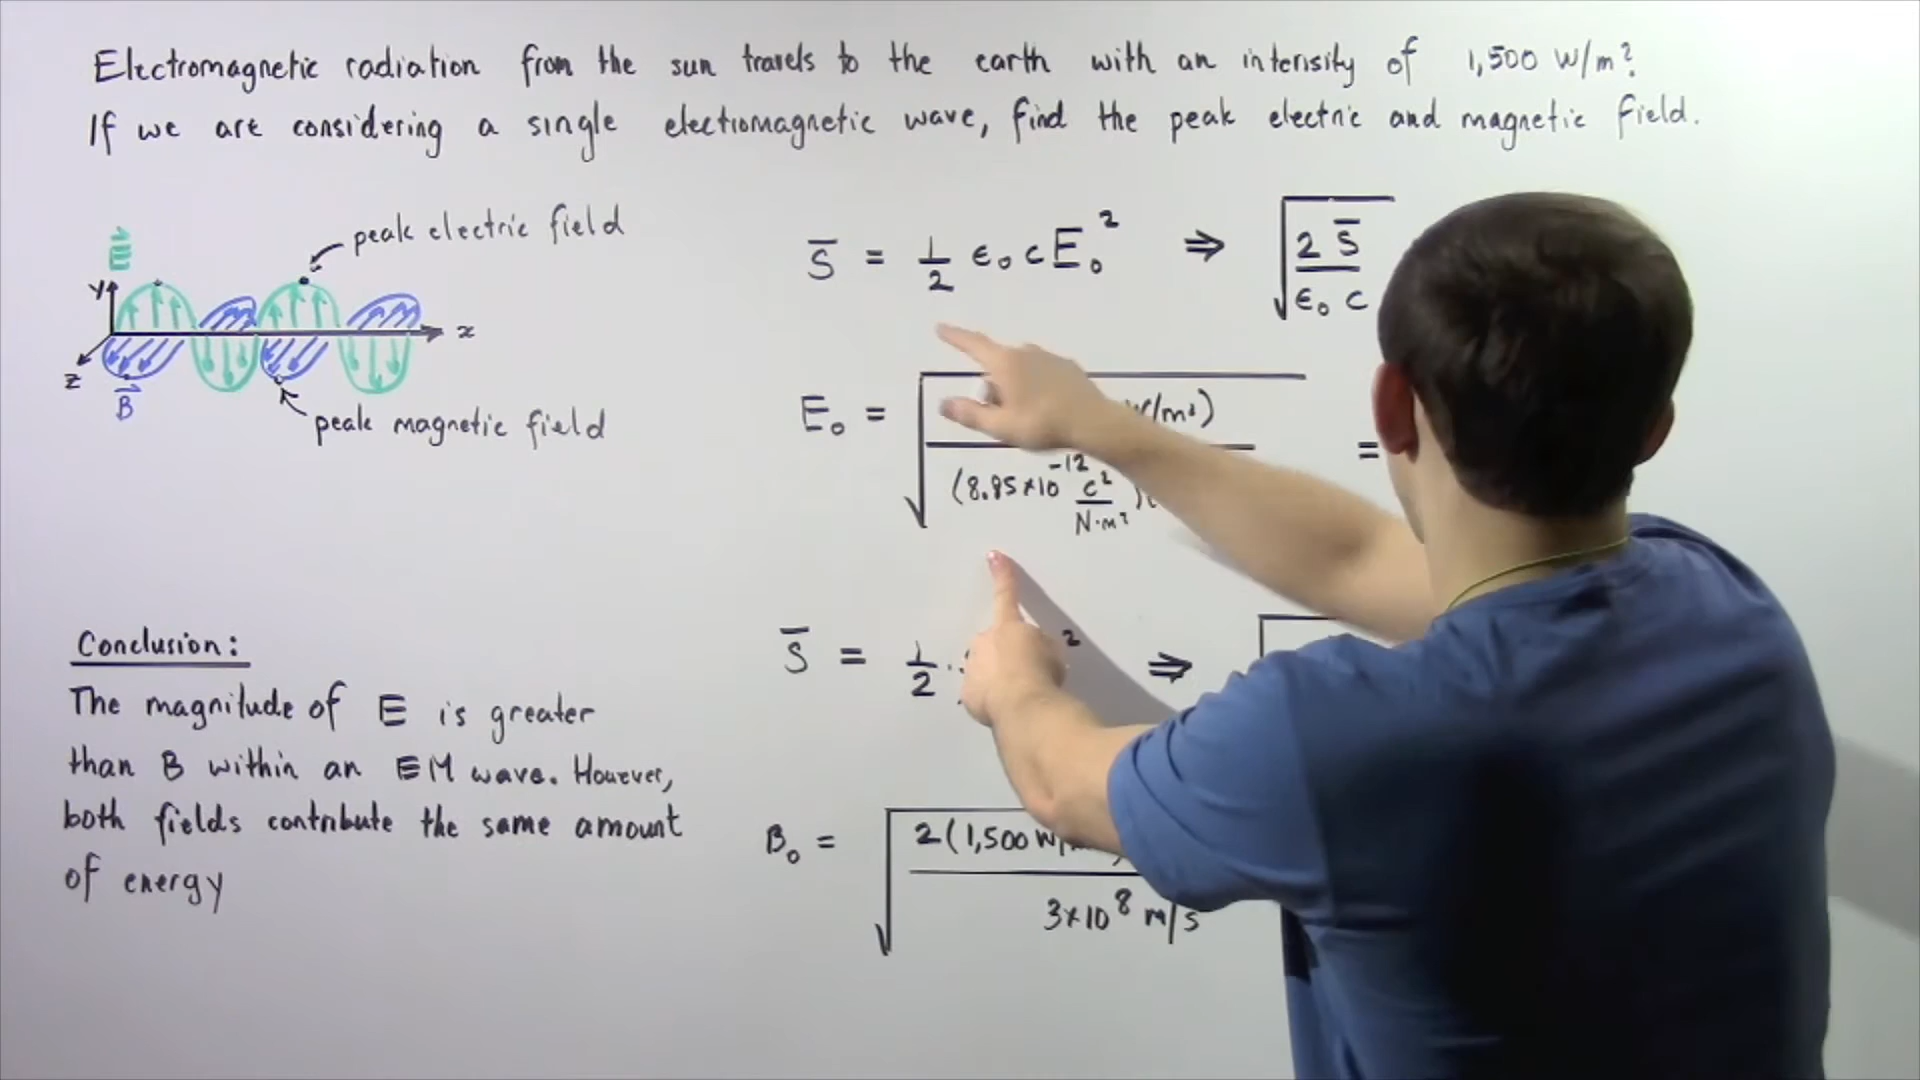 Electromagnetic radiation from the sun travels to the earth with an intensity of 1,500 W/m².
If we are considering a single electromagnetic wave, find the peak electric and magnetic field.
E
peak electric field
y
x
z
B
peak magnetic field
S̅ = 1/2 ε₀ c E₀² ⇒ √(2 S̅ / ε₀ c)
E₀ = √( /m²) / (8.85×10⁻¹² C²/N·m²)( =
S̅ = 1/2 · ² ⇒
B₀ = √(2(1,500 W/ / 3×10⁸ m/s
Conclusion:
The magnitude of E is greater
than B within an EM wave. However,
both fields contribute the same amount
of energy